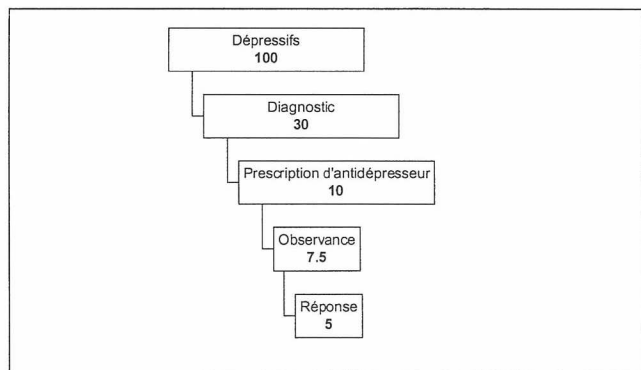 Dépressifs
100
Diagnostic
30
Prescription d'antidépresseur
10
Observance
7.5
Réponse
5